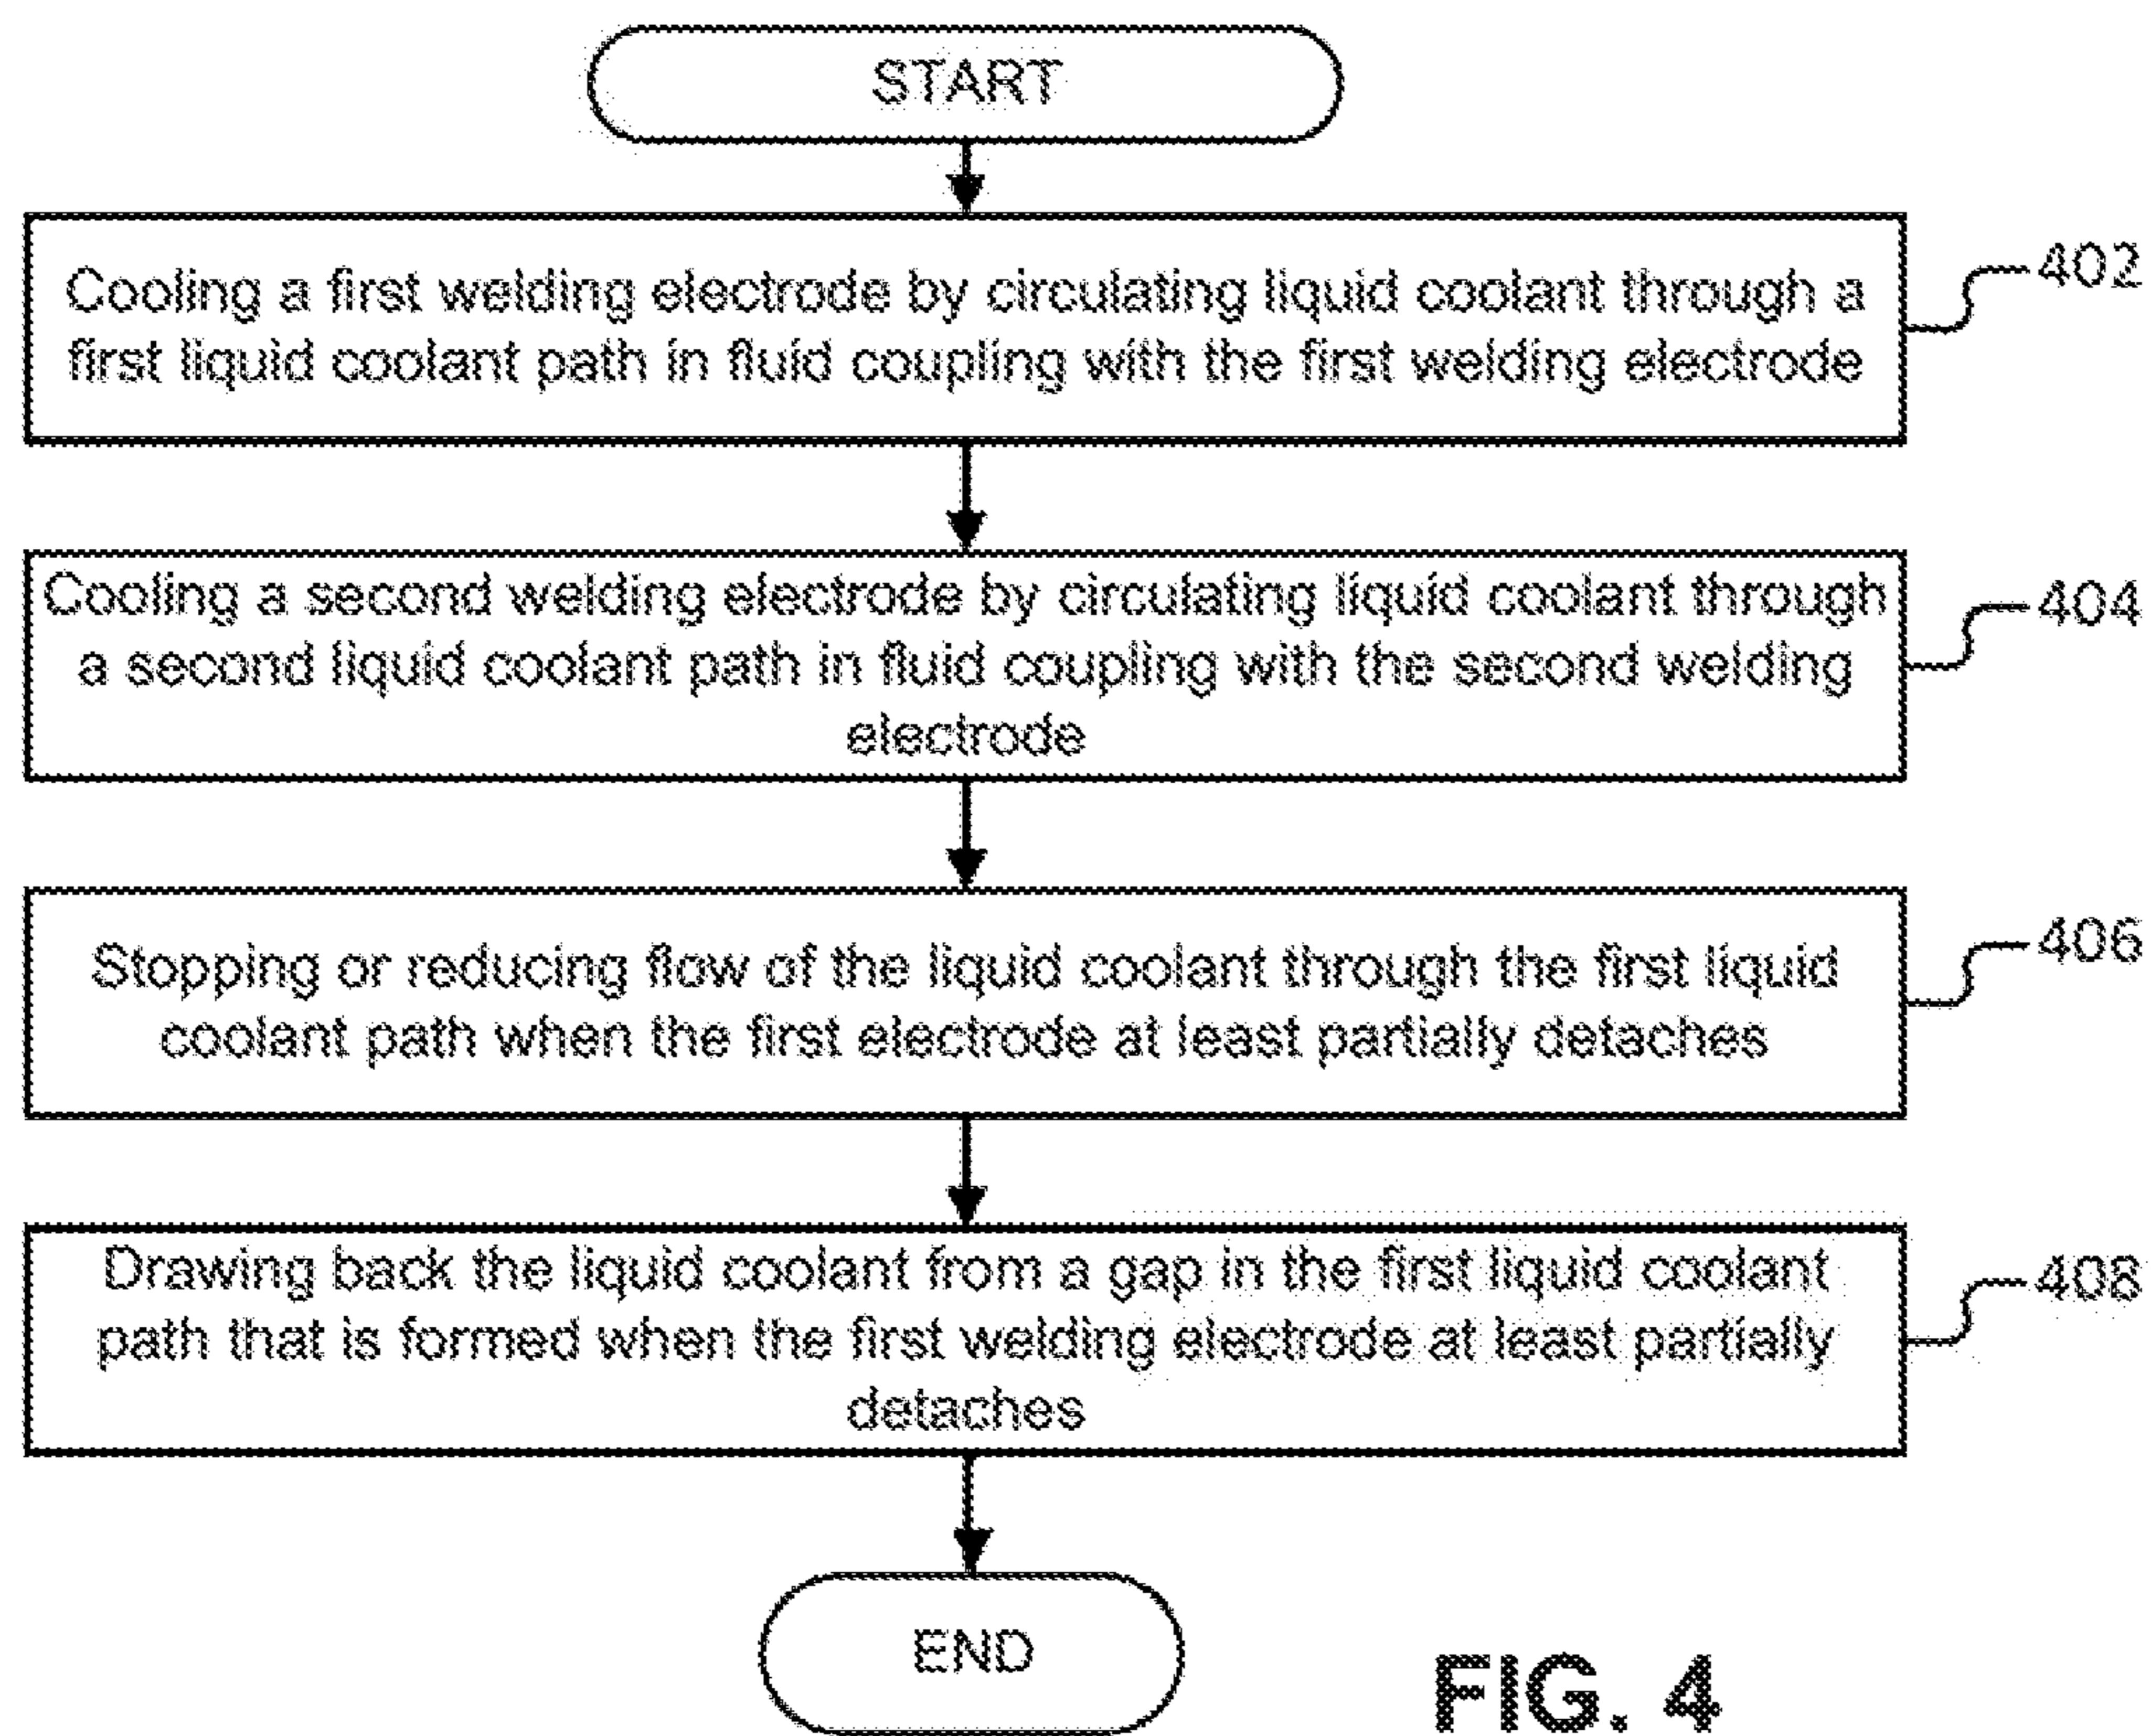 START
Cooling a first welding electrode by circulating liquid coolant through a
first liquid coolant path in fluid coupling with the first welding electrode
402
Cooling a second welding electrode by circulating liquid coolant through
a second liquid coolant path in fluid coupling with the second welding
electrode
404
Stopping or reducing flow of the liquid coolant through the first liquid
coolant path when the first electrode at least partially detaches
406
Drawing back the liquid coolant from a gap in the first liquid coolant
path that is formed when the first welding electrode at least partially
detaches
408
END
FIG. 4